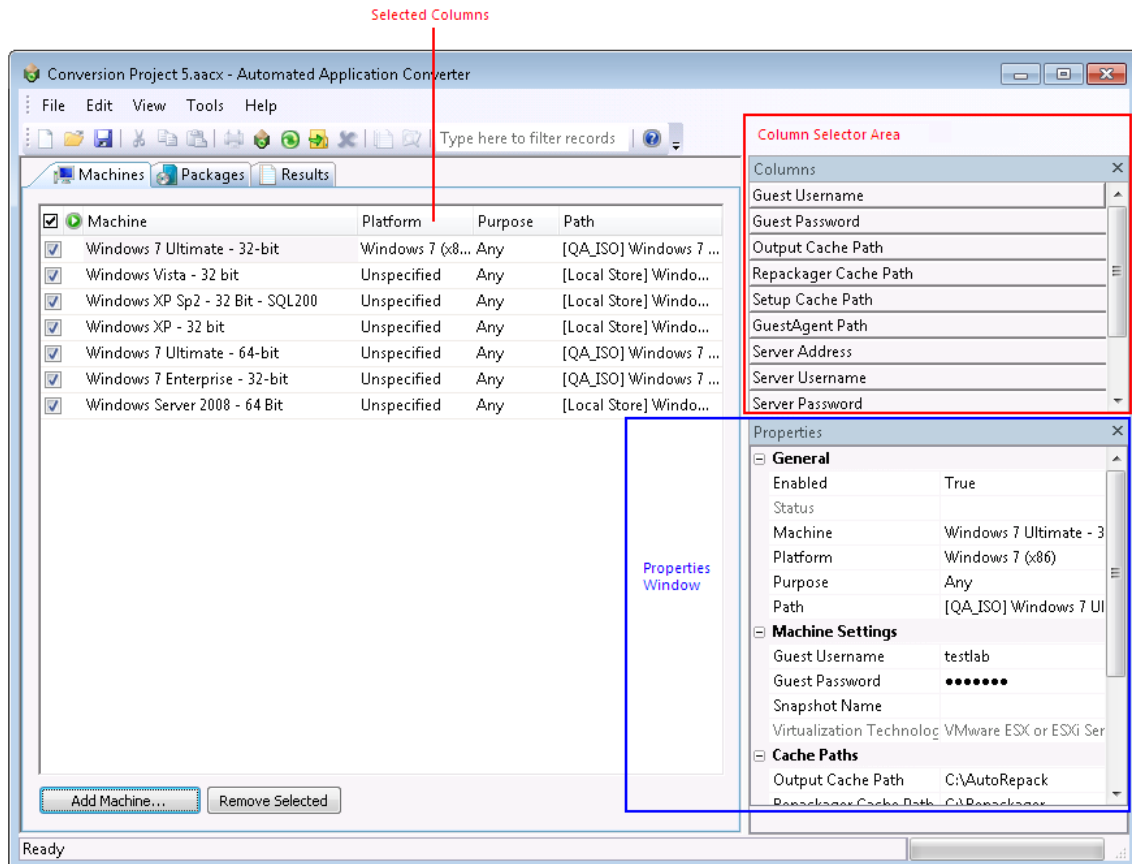 Selected Columns
Conversion Project 5.aacx - Automated Application Converter
File Edit View Tools Help
Type here to filter records
Column Selector Area
Machines Packages Results
Columns
Guest Username
Guest Password
Output Cache Path
Repackager Cache Path
Setup Cache Path
GuestAgent Path
Server Address
Server Username
Server Password
Machine Platform Purpose Path
Windows 7 Ultimate - 32-bit Windows 7 (x8... Any [QA_ISO] Windows 7 ...
Windows Vista - 32 bit Unspecified Any [Local Store] Windo...
Windows XP Sp2 - 32 Bit - SQL200 Unspecified Any [Local Store] Windo...
Windows XP - 32 bit Unspecified Any [Local Store] Windo...
Windows 7 Ultimate - 64-bit Unspecified Any [QA_ISO] Windows 7 ...
Windows 7 Enterprise - 32-bit Unspecified Any [QA_ISO] Windows 7 ...
Windows Server 2008 - 64 Bit Unspecified Any [Local Store] Windo...
Properties
Window
Properties
General
Enabled True
Status
Machine Windows 7 Ultimate - 3
Platform Windows 7 (x86)
Purpose Any
Path [QA_ISO] Windows 7 Ul
Machine Settings
Guest Username testlab
Guest Password ●●●●●●●
Snapshot Name
Virtualization Technolog VMware ESX or ESXi Ser
Cache Paths
Output Cache Path C:\AutoRepack
Repackager Cache Path C:\Repackager
Add Machine... Remove Selected
Ready